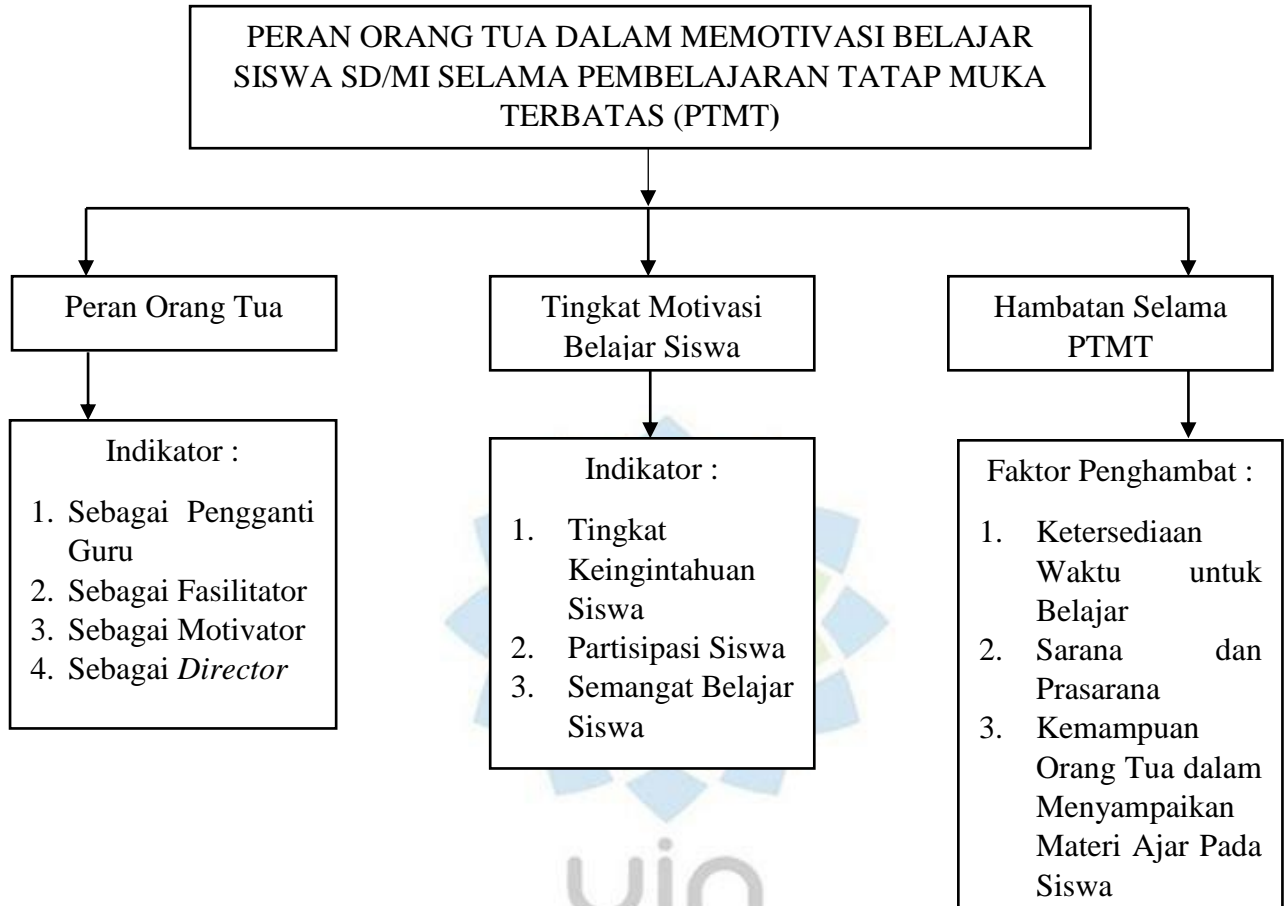 PERAN ORANG TUA DALAM MEMOTIVASI BELAJAR
SISWA SD/MI SELAMA PEMBELAJARAN TATAP MUKA
TERBATAS (PTMT)
Peran Orang Tua
Tingkat Motivasi
Belajar Siswa
Hambatan Selama
PTMT
Indikator :
1. Sebagai Pengganti
Guru
2. Sebagai Fasilitator
3. Sebagai Motivator
4. Sebagai Director
Indikator :
1. Tingkat
Keingintahuan
Siswa
2. Partisipasi Siswa
3. Semangat Belajar
Siswa
Faktor Penghambat :
1. Ketersediaan
Waktu untuk
Belajar
2. Sarana dan
Prasarana
3. Kemampuan
Orang Tua dalam
Menyampaikan
Materi Ajar Pada
Siswa
uin